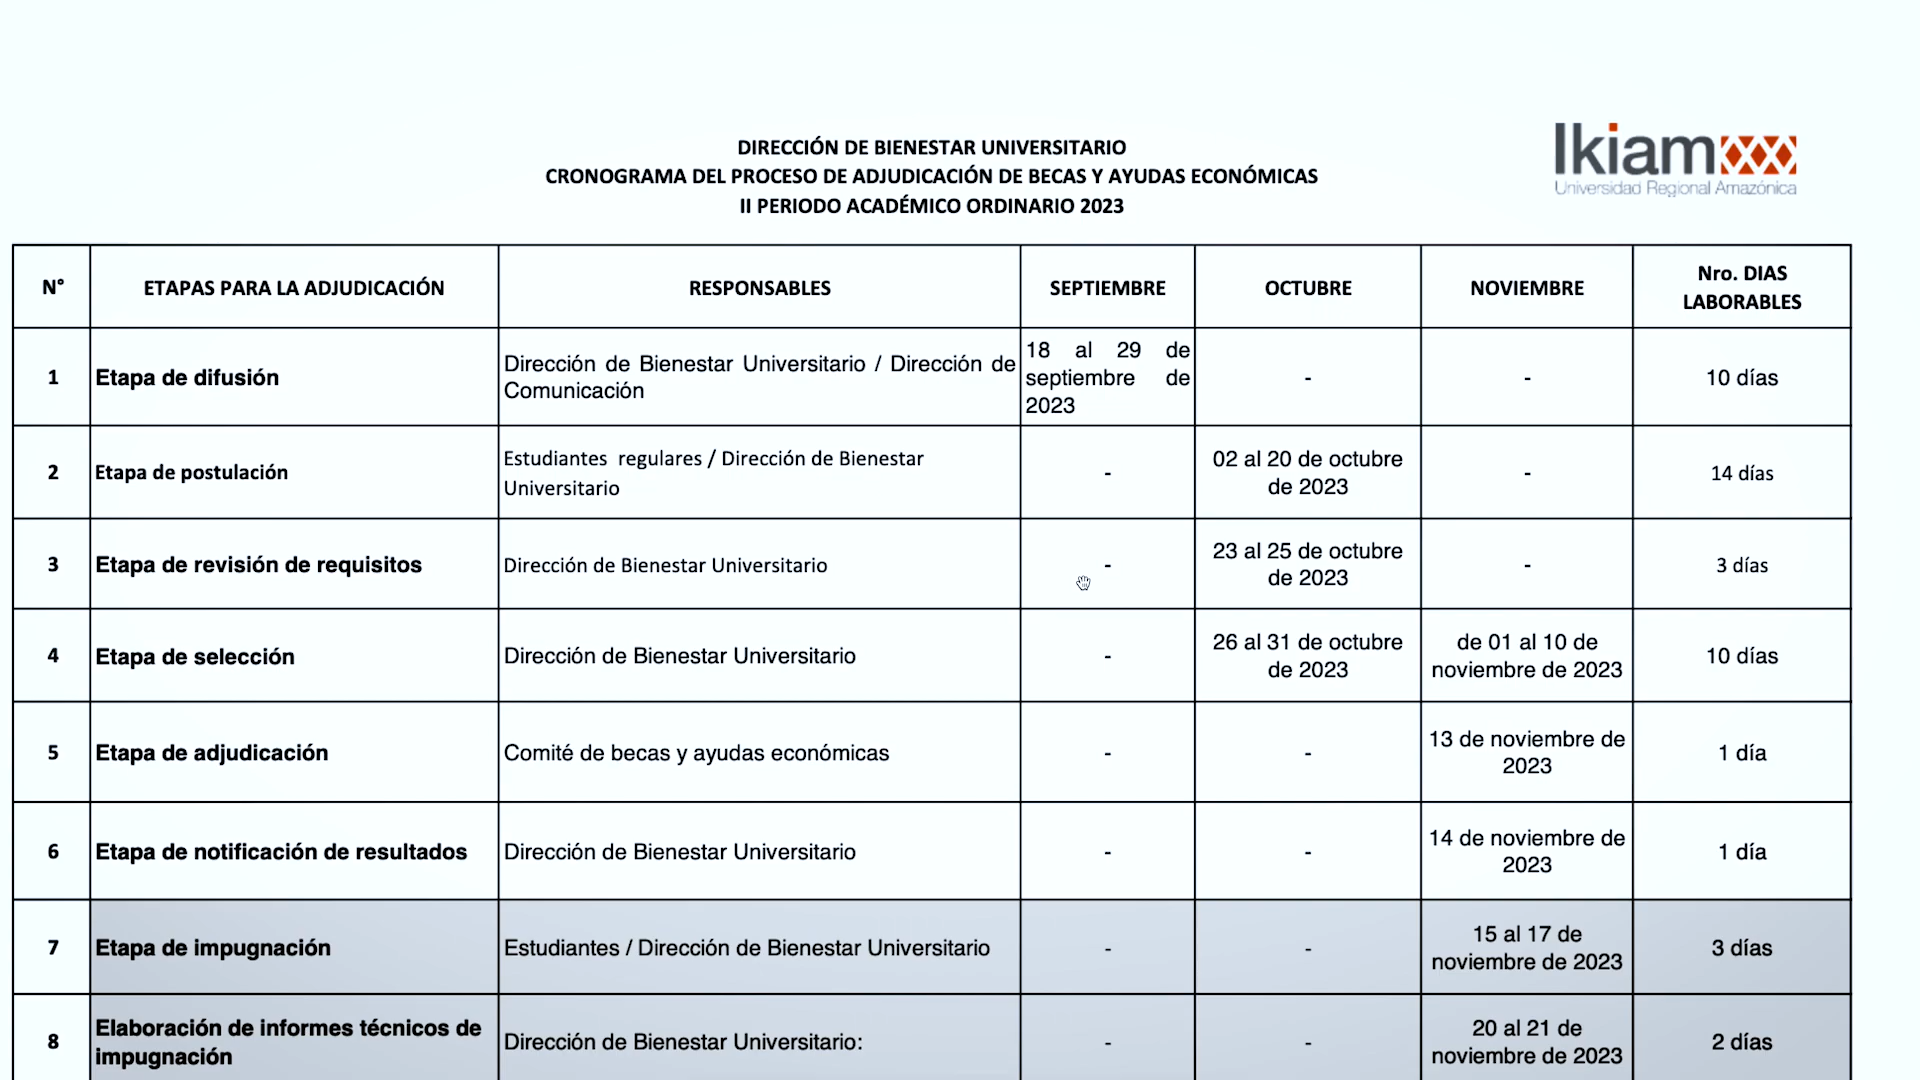 Ikiam
Universidad Regional Amazónica
DIRECCIÓN DE BIENESTAR UNIVERSITARIO
CRONOGRAMA DEL PROCESO DE ADJUDICACIÓN DE BECAS Y AYUDAS ECONÓMICAS
II PERIODO ACADÉMICO ORDINARIO 2023
N° ETAPAS PARA LA ADJUDICACIÓN RESPONSABLES SEPTIEMBRE OCTUBRE NOVIEMBRE Nro. DIAS
LABORABLES
1 Etapa de difusión Dirección de Bienestar Universitario / Dirección de
Comunicación
18 al 29 de
septiembre de
2023
- - 10 días
2 Etapa de postulación Estudiantes regulares / Dirección de Bienestar
Universitario
- 02 al 20 de octubre
de 2023
- 14 días
3 Etapa de revisión de requisitos Dirección de Bienestar Universitario - 23 al 25 de octubre
de 2023
- 3 días
4 Etapa de selección Dirección de Bienestar Universitario - 26 al 31 de octubre
de 2023
de 01 al 10 de
noviembre de 2023
10 días
5 Etapa de adjudicación Comité de becas y ayudas económicas - - 13 de noviembre de
2023
1 día
6 Etapa de notificación de resultados Dirección de Bienestar Universitario - - 14 de noviembre de
2023
1 día
7 Etapa de impugnación Estudiantes / Dirección de Bienestar Universitario - - 15 al 17 de
noviembre de 2023
3 días
8 Elaboración de informes técnicos de
impugnación
Dirección de Bienestar Universitario: - - 20 al 21 de
noviembre de 2023
2 días